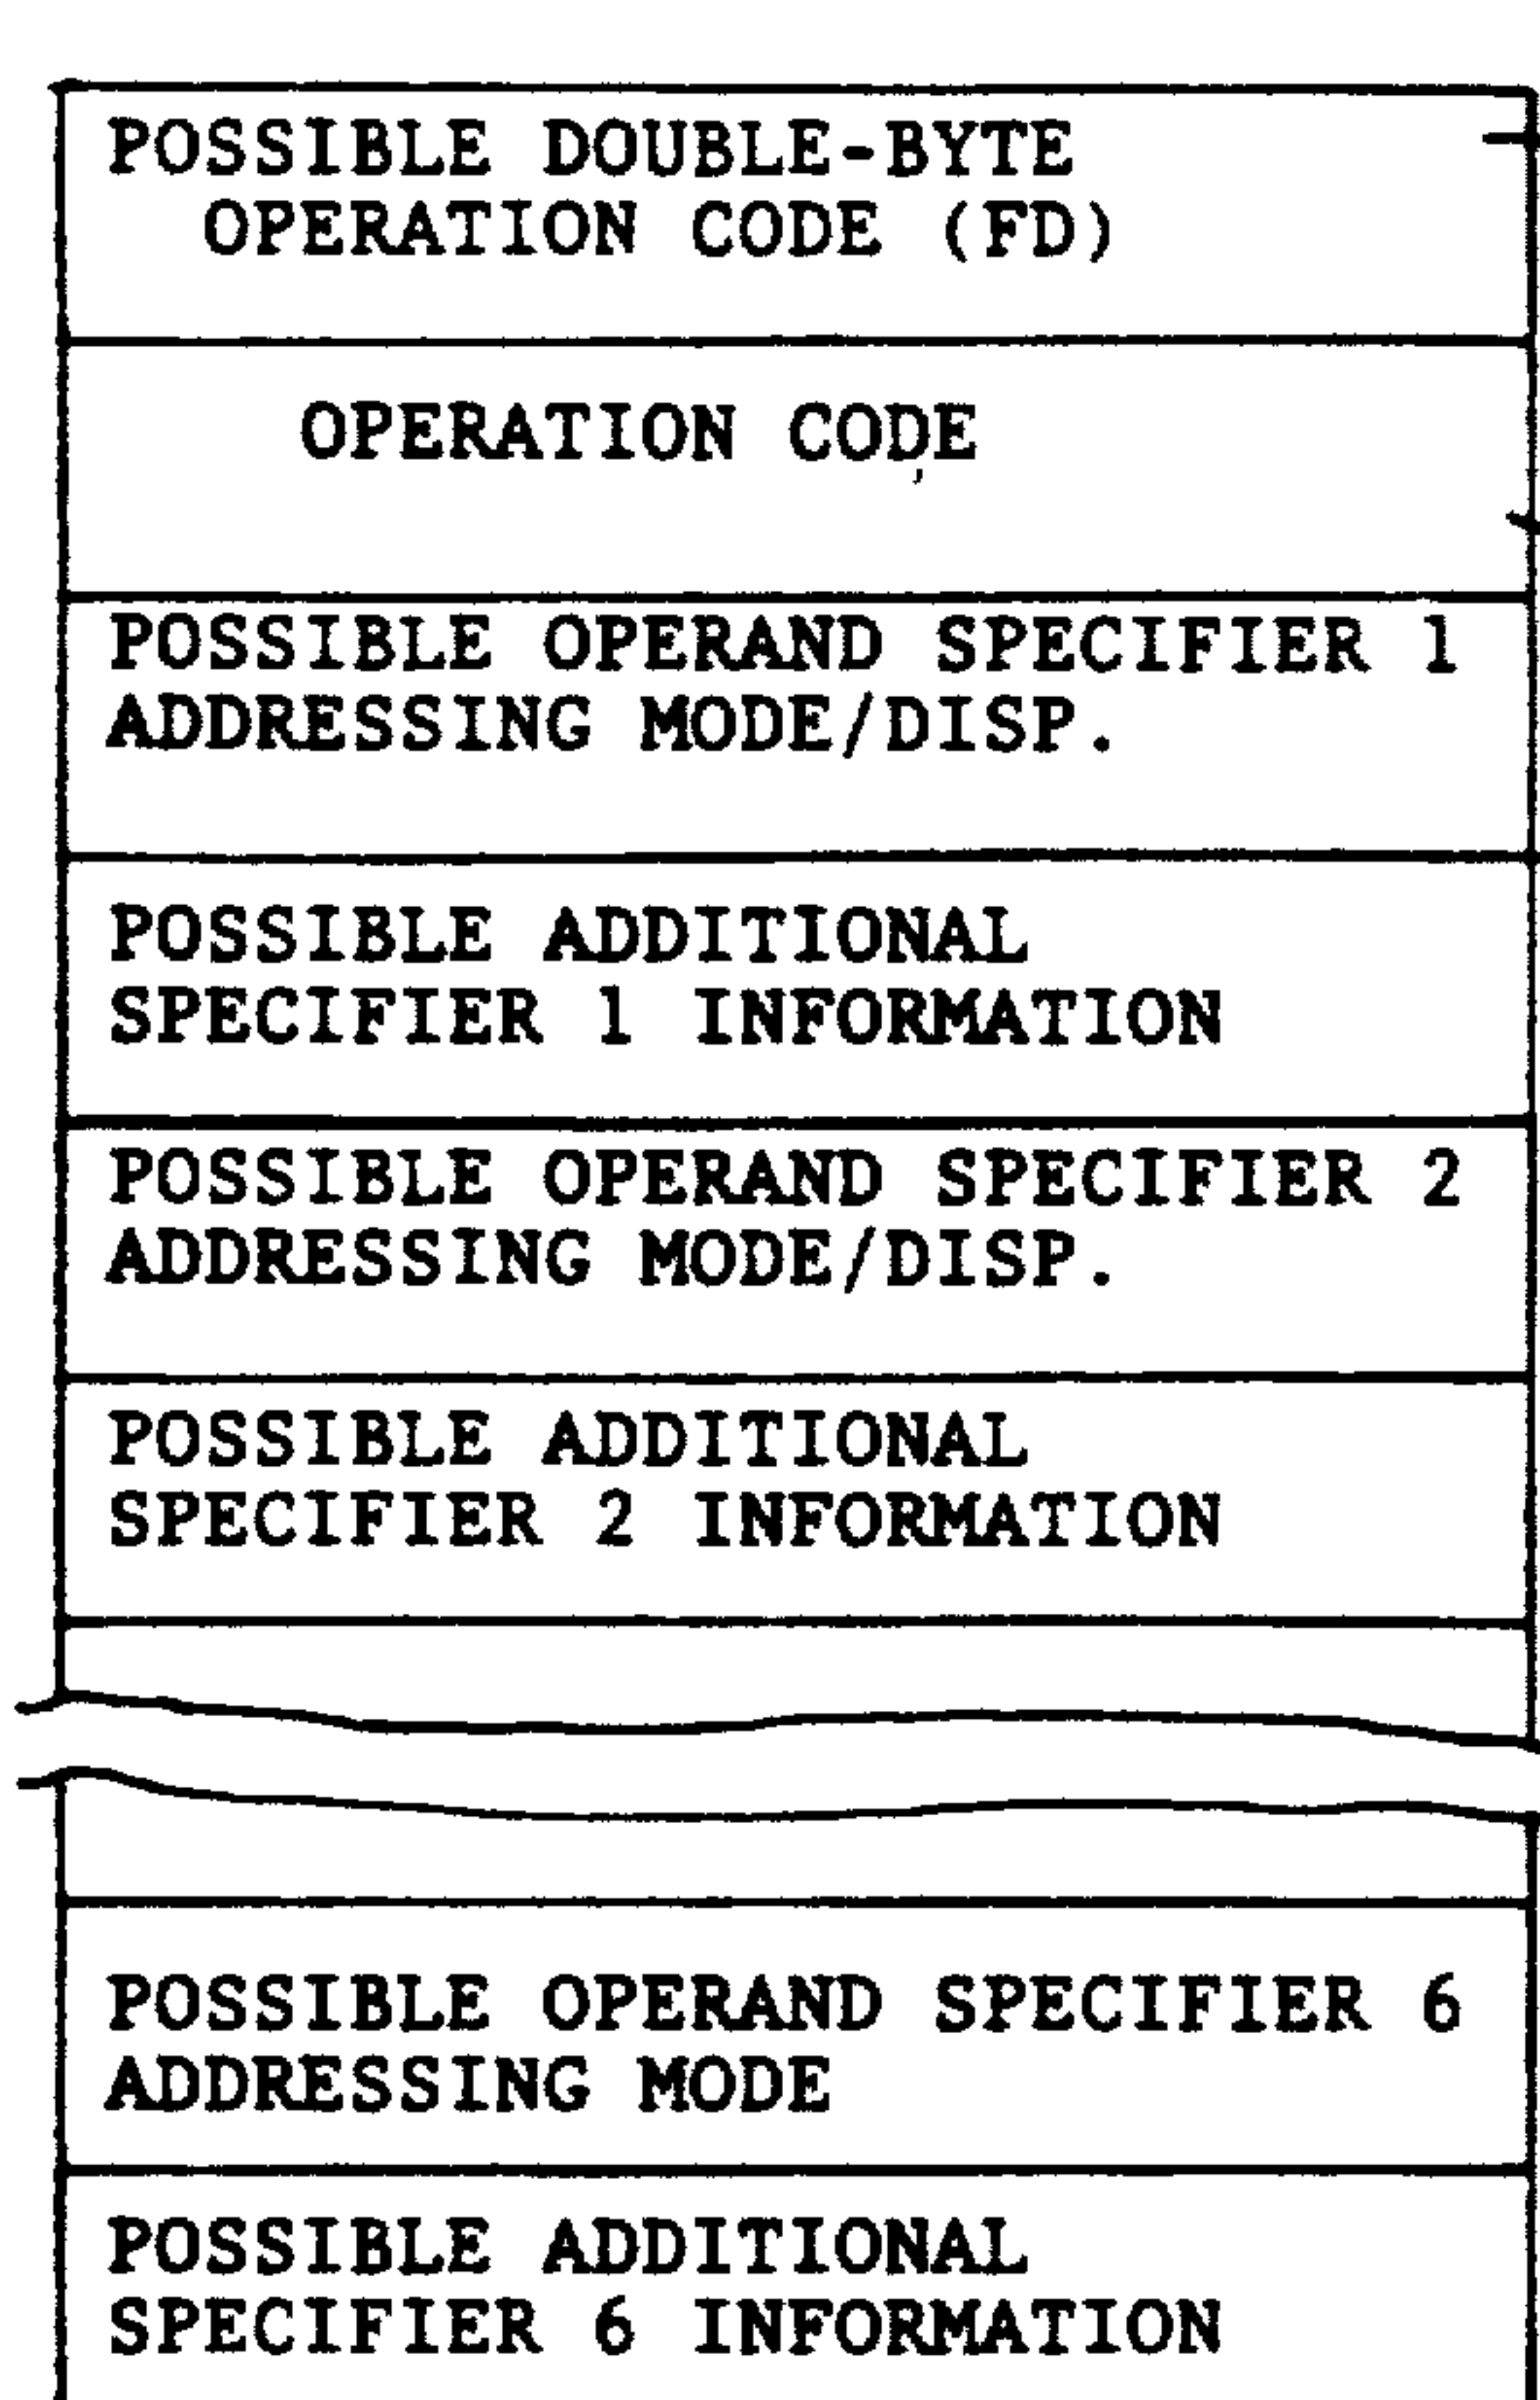 POSSIBLE DOUBLE-BYTE
OPERATION CODE (FD)
OPERATION CODE
POSSIBLE OPERAND SPECIFIER 1
ADDRESSING MODE/DISP.
POSSIBLE ADDITIONAL
SPECIFIER 1 INFORMATION
POSSIBLE OPERAND SPECIFIER 2
ADDRESSING MODE/DISP.
POSSIBLE ADDITIONAL
SPECIFIER 2 INFORMATION
POSSIBLE OPERAND SPECIFIER 6
ADDRESSING MODE
POSSIBLE ADDITIONAL
SPECIFIER 6 INFORMATION